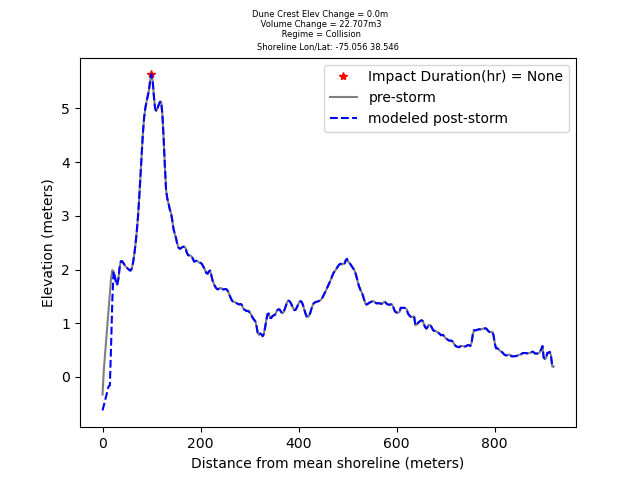 Dune Crest Elev Change = 0.0m
Volume Change = 22.707m3
Regime = Collision
Shoreline Lon/Lat: -75.056 38.546
Impact Duration(hr) = None
pre-storm
modeled post-storm
Elevation (meters)
5
4
3
2
1
0
0 200 400 600 800
Distance from mean shoreline (meters)